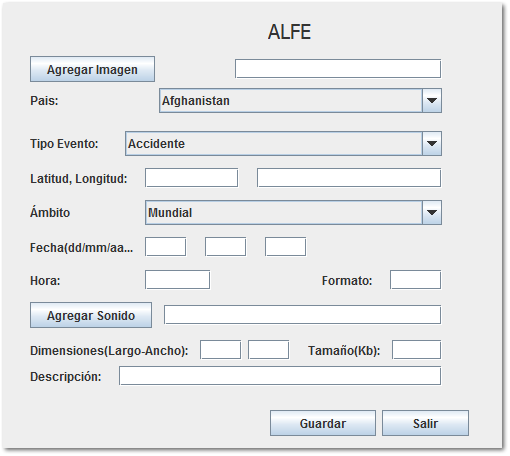 ALFE
Agregar Imagen
Pais: Afghanistan
Tipo Evento: Accidente
Latitud, Longitud:
Ámbito Mundial
Fecha(dd/mm/aa...
Hora: Formato:
Agregar Sonido
Dimensiones(Largo-Ancho): Tamaño(Kb):
Descripción:
Guardar Salir